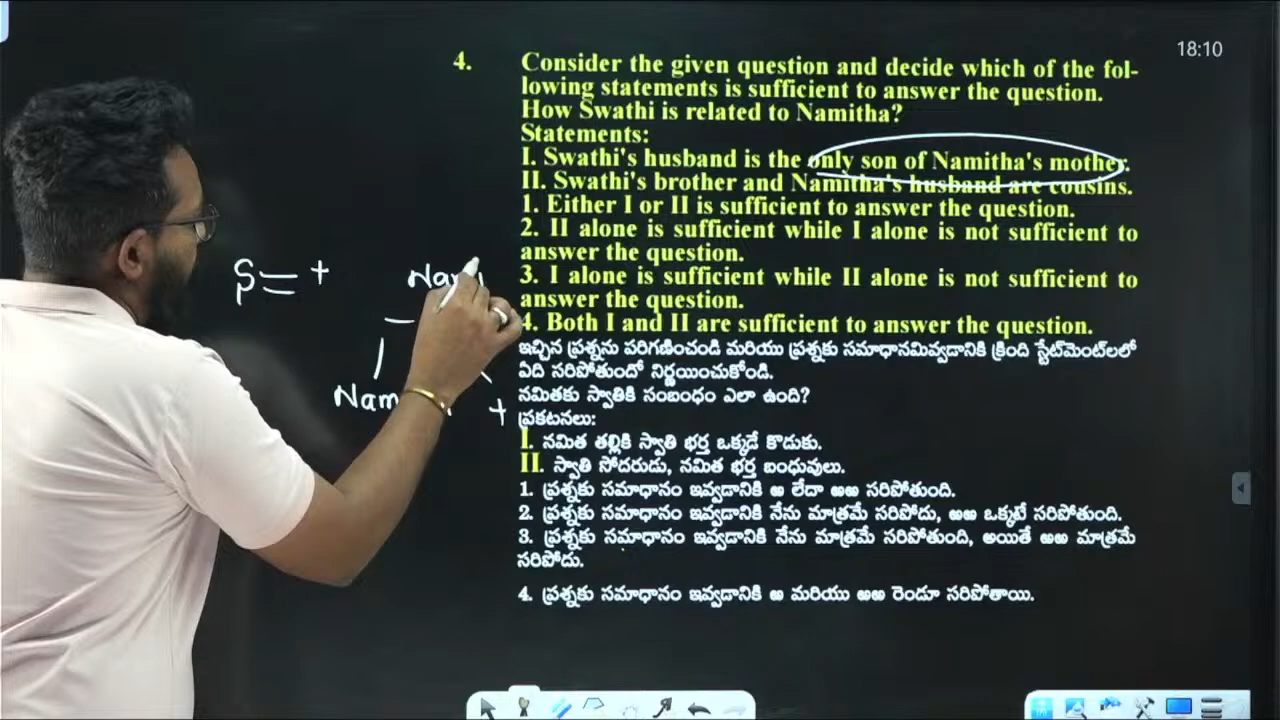 18:10
4. Consider the given question and decide which of the fol-
lowing statements is sufficient to answer the question.
How Swathi is related to Namitha?
Statements:
I. Swathi's husband is the only son of Namitha's mother.
II. Swathi's brother and Namitha's husband are cousins.
1. Either I or II is sufficient to answer the question.
2. II alone is sufficient while I alone is not sufficient to
answer the question.
3. I alone is sufficient while II alone is not sufficient to
answer the question.
4. Both I and II are sufficient to answer the question.
ఇచ్చిన ప్రశ్నను పరిగణించండి మరియు ప్రశ్నకు సమాధానమివ్వడానికి క్రింది స్టేట్‌మెంట్‌లలో
ఏది సరిపోతుందో నిర్ణయించుకోండి.
నమితకు స్వాతికి సంబంధం ఎలా ఉంది?
ప్రకటనలు:
I. నమిత తల్లికి స్వాతి భర్త ఒక్కడే కొడుకు.
II. స్వాతి సోదరుడు, నమిత భర్త బంధువులు.
1. ప్రశ్నకు సమాధానం ఇవ్వడానికి ఱ లేదా ఱఱ సరిపోతుంది.
2. ప్రశ్నకు సమాధానం ఇవ్వడానికి నేను మాత్రమే సరిపోదు, ఱఱ ఒక్కటే సరిపోతుంది.
3. ప్రశ్నకు సమాధానం ఇవ్వడానికి నేను మాత్రమే సరిపోతుంది, అయితే ఱఱ మాత్రమే
సరిపోదు.
4. ప్రశ్నకు సమాధానం ఇవ్వడానికి ఱ మరియు ఱఱ రెండూ సరిపోతాయి.
S = +
Nam
Nam +